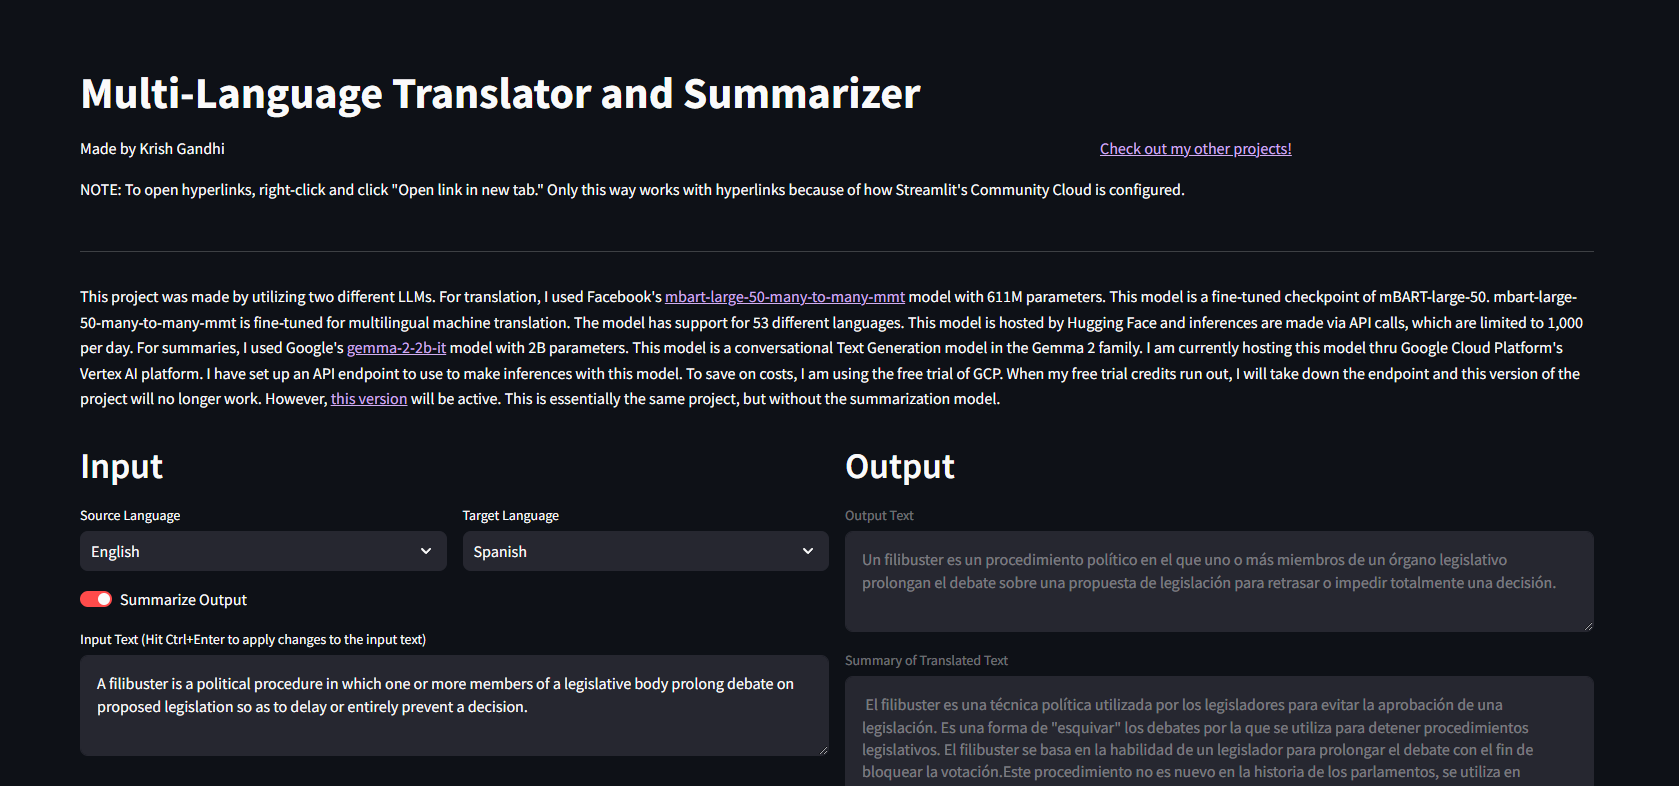 Multi-Language Translator and Summarizer
Made by Krish Gandhi
Check out my other projects!
NOTE: To open hyperlinks, right-click and click "Open link in new tab." Only this way works with hyperlinks because of how Streamlit's Community Cloud is configured.
This project was made by utilizing two different LLMs. For translation, I used Facebook's mbart-large-50-many-to-many-mmt model with 611M parameters. This model is a fine-tuned checkpoint of mBART-large-50. mbart-large-
50-many-to-many-mmt is fine-tuned for multilingual machine translation. The model has support for 53 different languages. This model is hosted by Hugging Face and inferences are made via API calls, which are limited to 1,000
per day. For summaries, I used Google's gemma-2-2b-it model with 2B parameters. This model is a conversational Text Generation model in the Gemma 2 family. I am currently hosting this model thru Google Cloud Platform's
Vertex AI platform. I have set up an API endpoint to use to make inferences with this model. To save on costs, I am using the free trial of GCP. When my free trial credits run out, I will take down the endpoint and this version of the
project will no longer work. However, this version will be active. This is essentially the same project, but without the summarization model.
Input
Source Language
Target Language
English
Spanish
Summarize Output
Input Text (Hit Ctrl+Enter to apply changes to the input text)
A filibuster is a political procedure in which one or more members of a legislative body prolong debate on
proposed legislation so as to delay or entirely prevent a decision.
Output
Output Text
Un filibuster es un procedimiento político en el que uno o más miembros de un órgano legislativo
prolongan el debate sobre una propuesta de legislación para retrasar o impedir totalmente una decisión.
Summary of Translated Text
El filibuster es una técnica política utilizada por los legisladores para evitar la aprobación de una
legislación. Es una forma de "esquivar" los debates por la que se utiliza para detener procedimientos
legislativos. El filibuster se basa en la habilidad de un legislador para prolongar el debate con el fin de
bloquear la votación.Este procedimiento no es nuevo en la historia de los parlamentos, se utiliza en